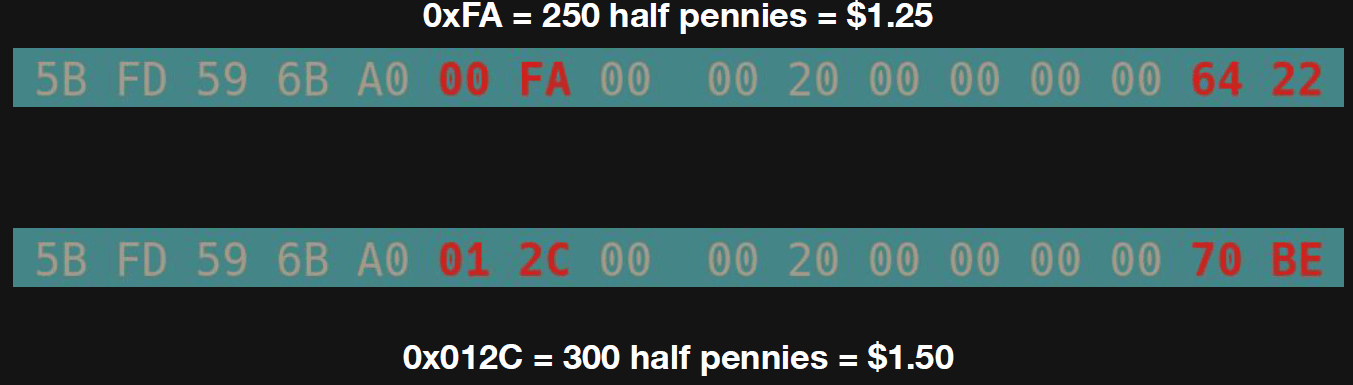 0xFA = 250 half pennies = $1.25
5B FD 59 6B A0 00 FA 00 00 20 00 00 00 00 64 22
5B FD 59 6B A0 01 2C 00 00 20 00 00 00 00 70 BE
0x012C = 300 half pennies = $1.50